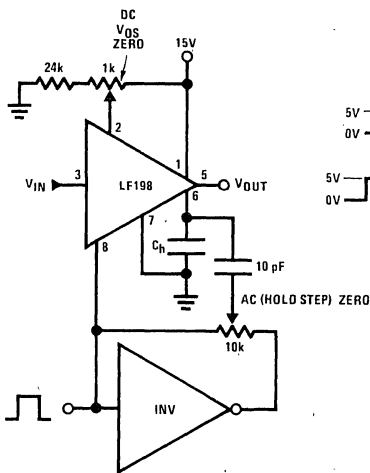 DC
VOS
ZERO
15V
24k
1k
2
5V
0V
3
VIN
LF198
1
5
VOUT
6
7
8
5V
0V
Ch
10 pF
AC (HOLD STEP) ZERO
10k
INV